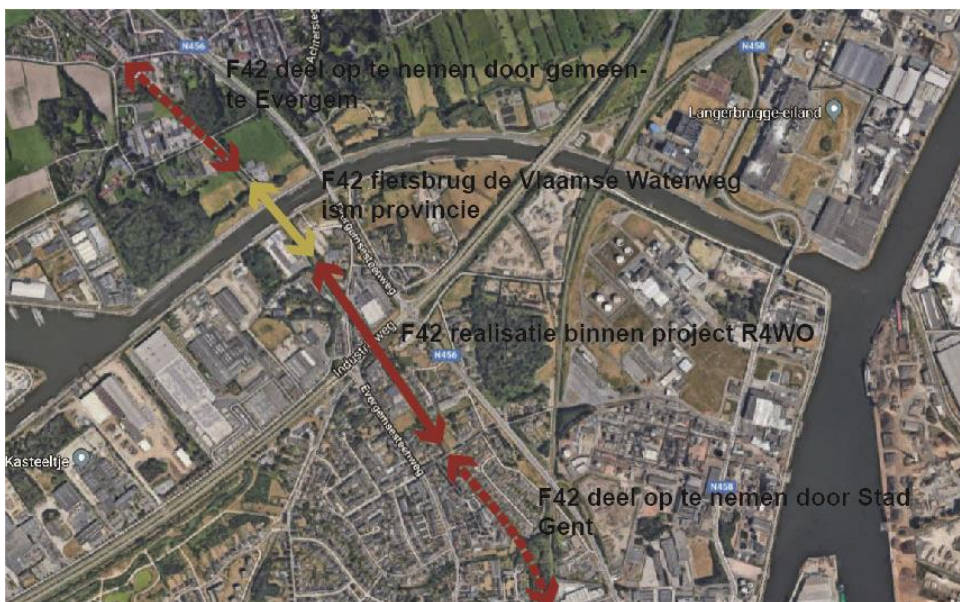 N456
Achtersteg
N458
F42 deel op te nemen door gemeen-
te Evergem
Langerbrugge-eiland
F42 fietsbrug de Vlaamse Waterweg
ism provincie
Evergemsesteenweg
F42 realisatie binnen project R4WO
Industrieweg
N456
Evergemsesteenweg
Kasteeltje
N458
F42 deel op te nemen door Stad
Gent